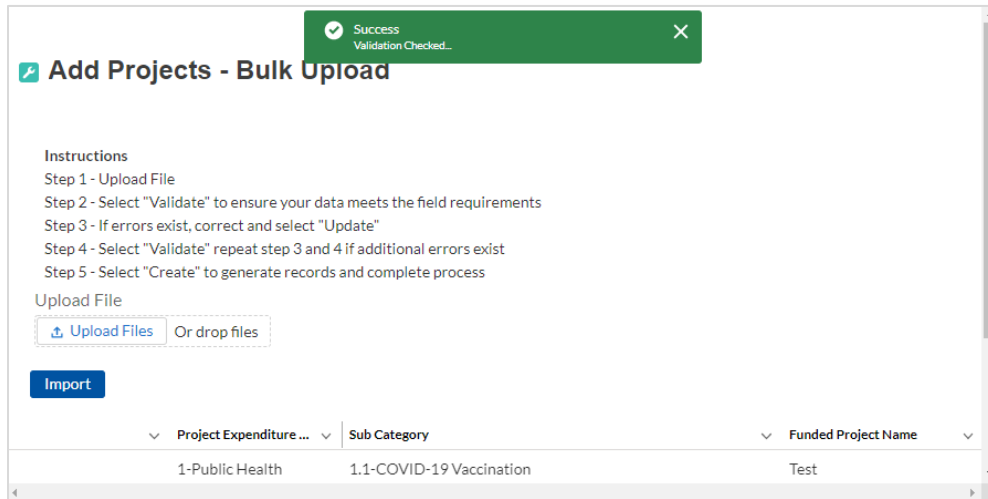 Success
Validation Checked...
Add Projects - Bulk Upload
Instructions
Step 1 - Upload File
Step 2 - Select "Validate" to ensure your data meets the field requirements
Step 3 - If errors exist, correct and select "Update"
Step 4 - Select "Validate" repeat step 3 and 4 if additional errors exist
Step 5 - Select "Create" to generate records and complete process
Upload File
Upload Files Or drop files
Import
Project Expenditure ... Sub Category Funded Project Name
1-Public Health 1.1-COVID-19 Vaccination Test